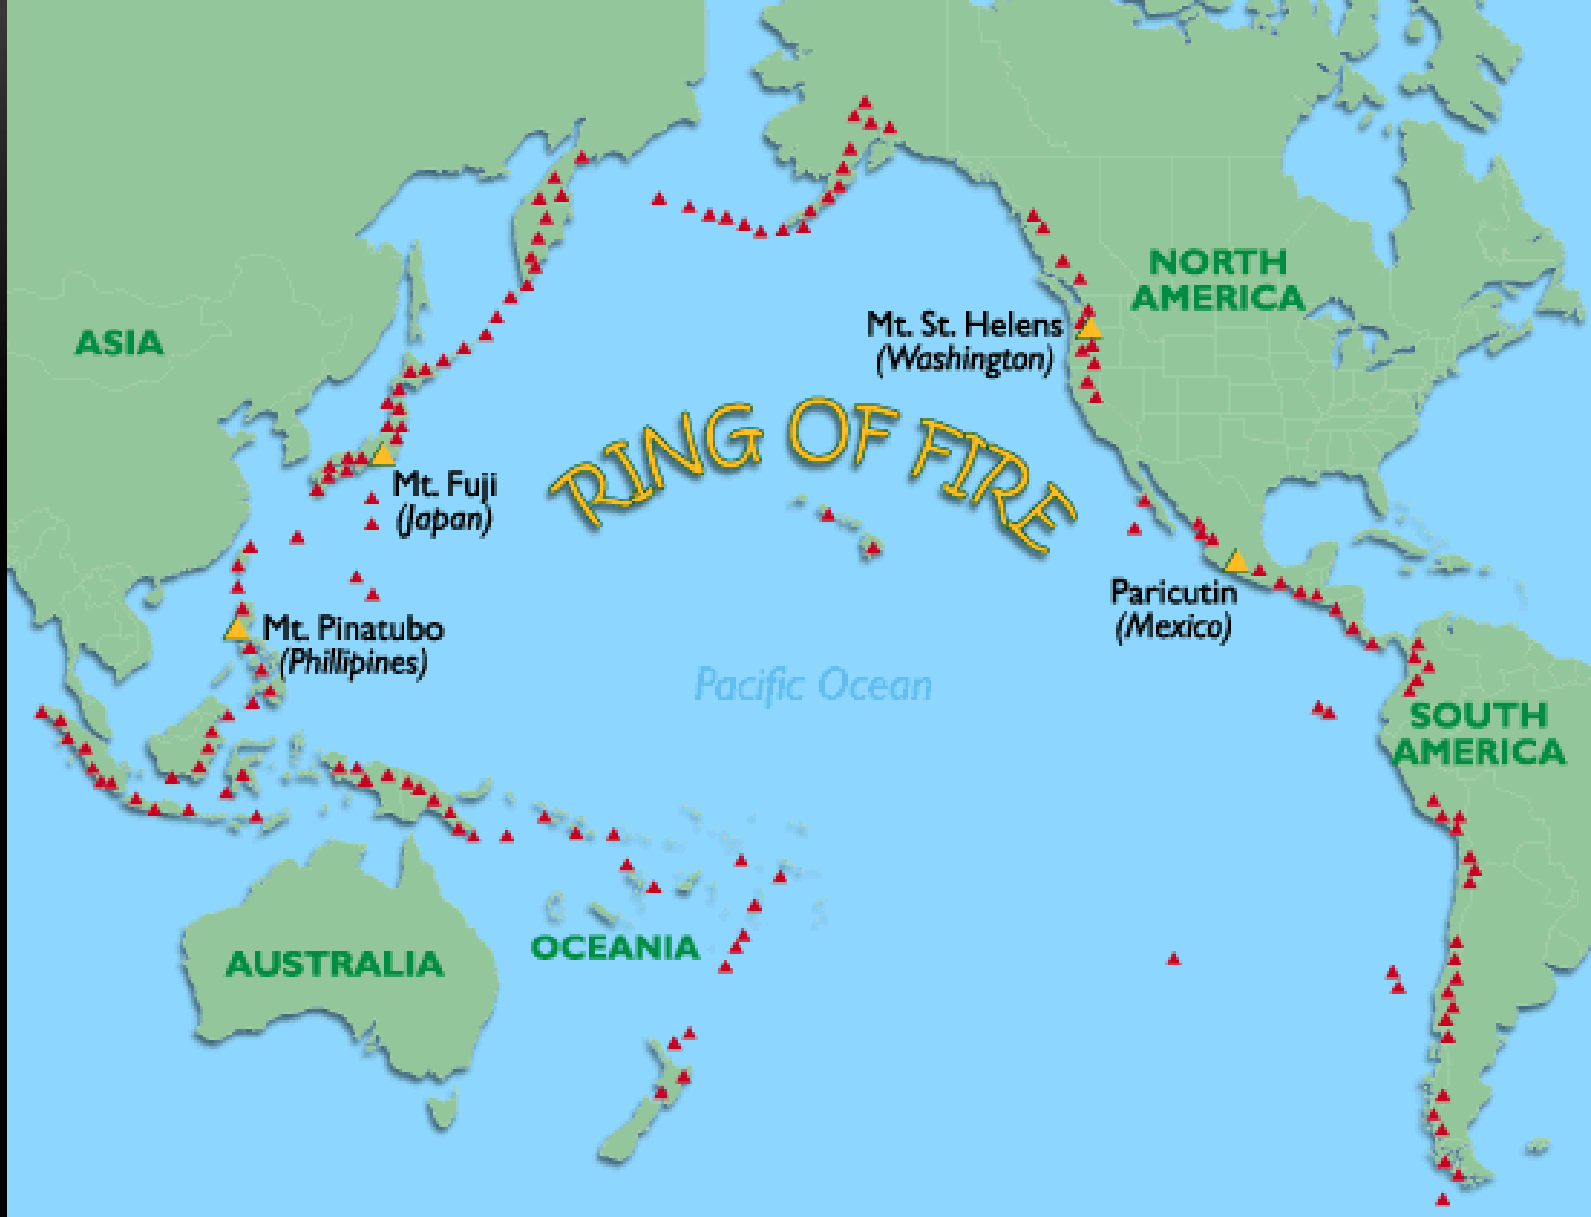 NORTH
AMERICA
ASIA
Mt. St. Helens
(Washington)
RING OF FIRE
Mt. Fuji
(Japan)
Paricutin
(Mexico)
Mt. Pinatubo
(Phillipines)
Pacific Ocean
SOUTH
AMERICA
OCEANIA
AUSTRALIA